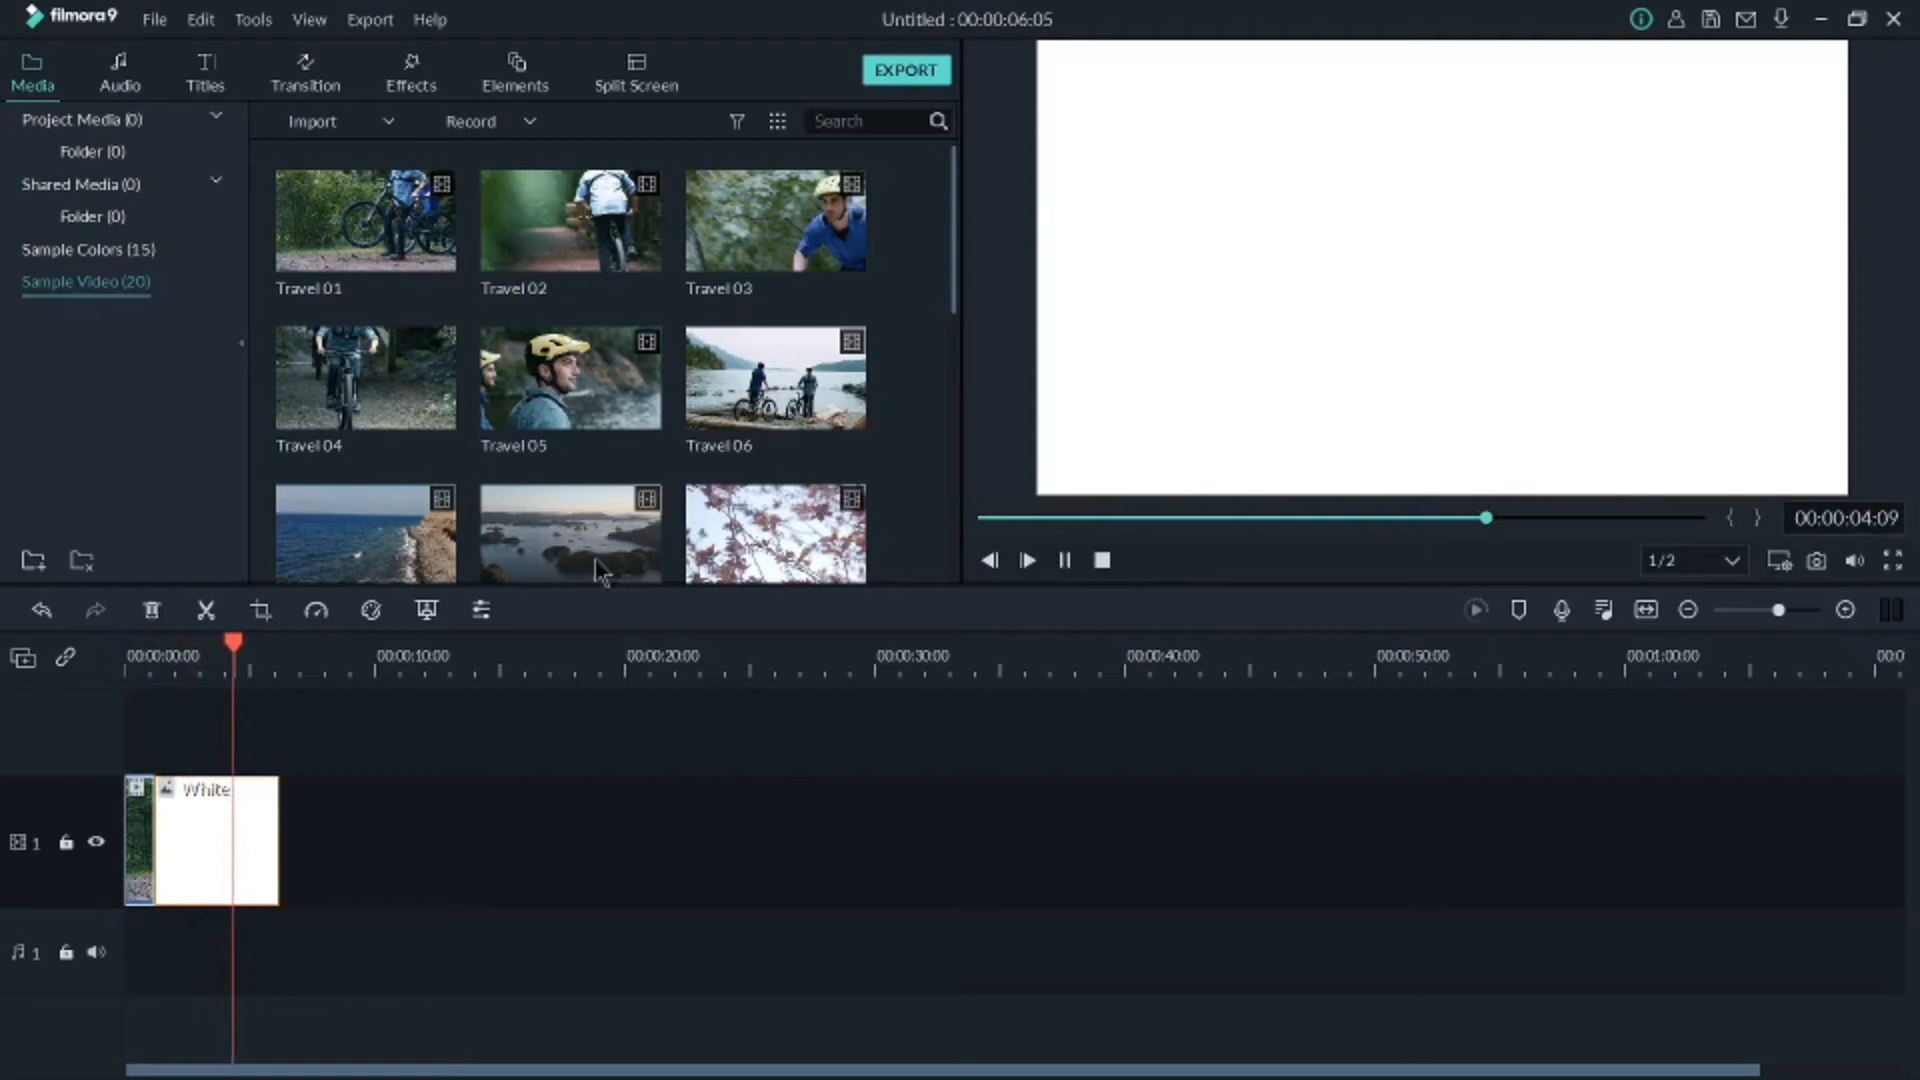 filmora9 File Edit Tools View Export Help Untitled : 00:00:06:05
Media Audio Titles Transition Effects Elements Split Screen EXPORT
Project Media (0)
Folder (0)
Shared Media (0)
Folder (0)
Sample Colors (15)
Sample Video (20)
Import Record Search
Travel 01 Travel 02 Travel 03
Travel 04 Travel 05 Travel 06
{ } 00:00:04:09
1/2
00:00:00:00 00:00:10:00 00:00:20:00 00:00:30:00 00:00:40:00 00:00:50:00 00:01:00:00 00:0
White
1
1